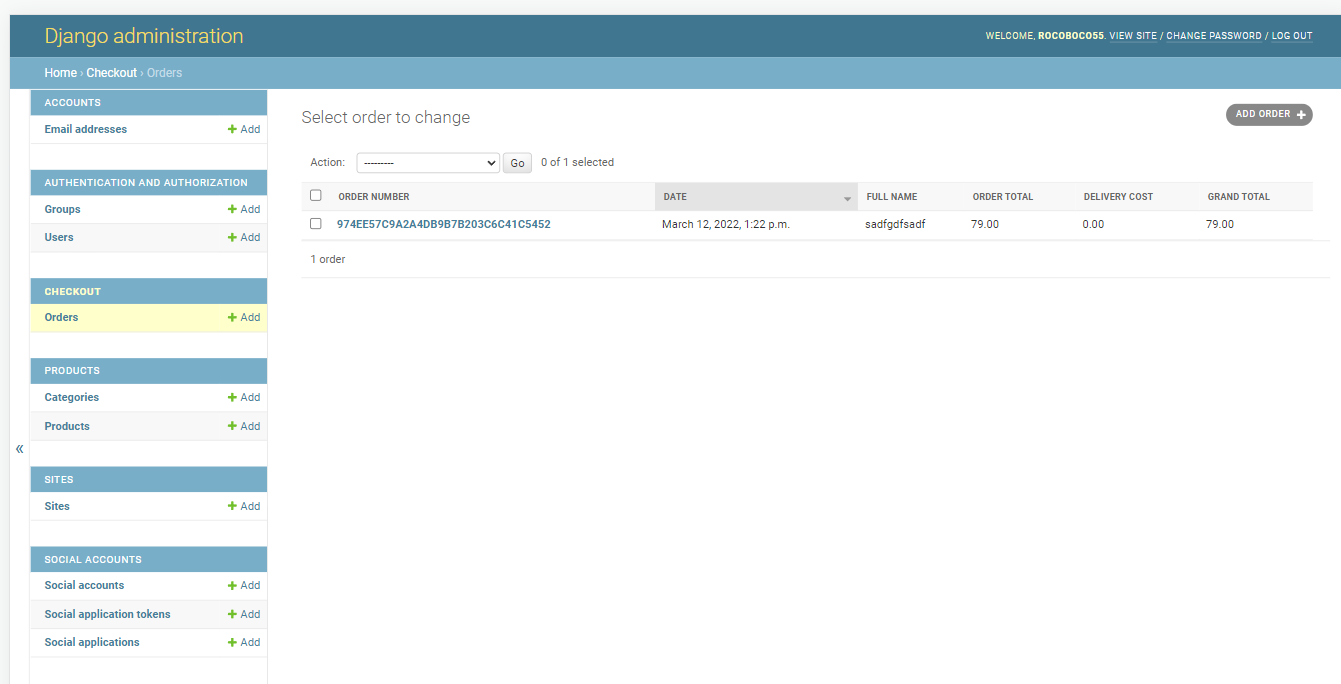 Django administration
WELCOME, ROCOBOCO55. VIEW SITE / CHANGE PASSWORD / LOG OUT
Home › Checkout › Orders
ACCOUNTS
Email addresses + Add
AUTHENTICATION AND AUTHORIZATION
Groups + Add
Users + Add
CHECKOUT
Orders + Add
PRODUCTS
Categories + Add
Products + Add
SITES
Sites + Add
SOCIAL ACCOUNTS
Social accounts + Add
Social application tokens + Add
Social applications + Add
«
Select order to change
ADD ORDER +
Action: --------- Go 0 of 1 selected
ORDER NUMBER DATE FULL NAME ORDER TOTAL DELIVERY COST GRAND TOTAL
974EE57C9A2A4DB9B7B203C6C41C5452 March 12, 2022, 1:22 p.m. sadfgdfsadf 79.00 0.00 79.00
1 order